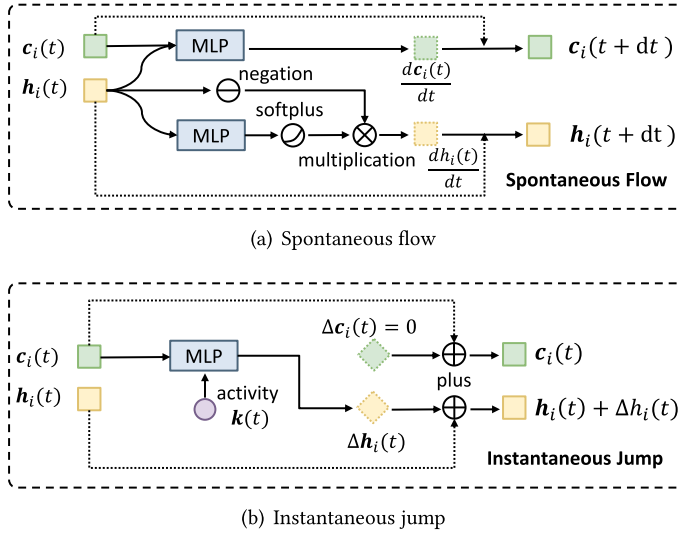 c_i(t)
MLP
dc_i(t)/dt
c_i(t + dt)
h_i(t)
negation
softplus
MLP
multiplication
dh_i(t)/dt
h_i(t + dt)
Spontaneous Flow
(a) Spontaneous flow
Δc_i(t) = 0
c_i(t)
MLP
c_i(t)
plus
h_i(t)
activity
k(t)
Δh_i(t)
h_i(t) + Δh_i(t)
Instantaneous Jump
(b) Instantaneous jump